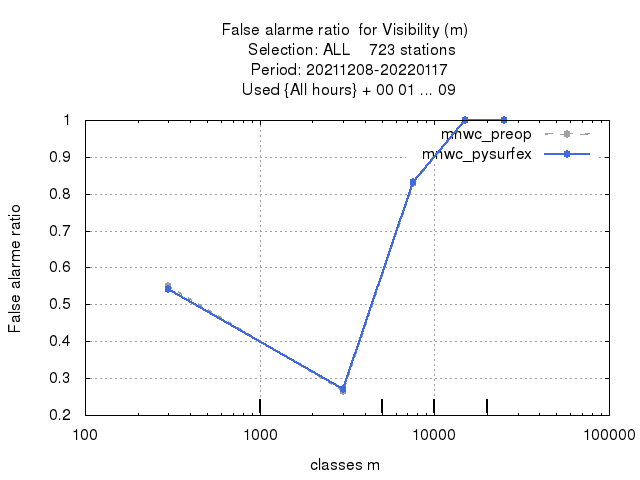 False alarme ratio  for Visibility (m)
Selection: ALL    723 stations
Period: 20211208-20220117
Used {All hours} + 00 01 ... 09
1
0.9
0.8
0.7
0.6
0.5
0.4
0.3
0.2
False alarme ratio
mnwc_preop
mnwc_pysurfex
100
1000
10000
100000
classes m